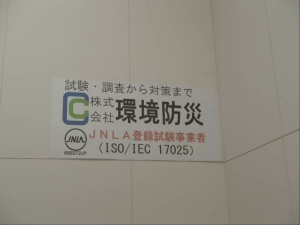 試験・調査から対策まで
株式会社 環境防災
JNLA
JNLA登録試験事業者
(ISO/IEC 17025)